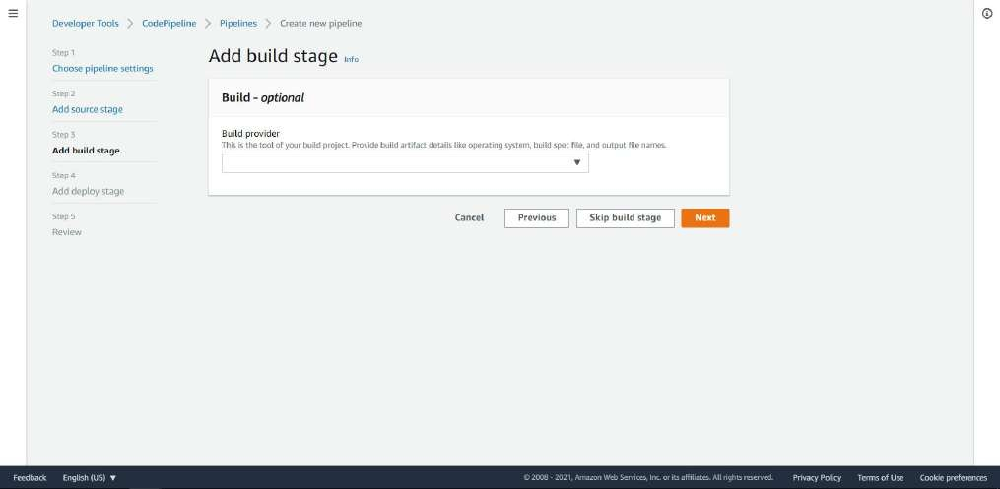 Developer Tools > CodePipeline > Pipelines > Create new pipeline
Step 1
Choose pipeline settings
Step 2
Add source stage
Step 3
Add build stage
Step 4
Add deploy stage
Step 5
Review
Add build stage Info
Build - optional
Build provider
This is the tool of your build project. Provide build artifact details like operating system, build spec file, and output file names.
Cancel Previous Skip build stage Next
Feedback English (US) © 2008 - 2021, Amazon Web Services, Inc. or its affiliates. All rights reserved. Privacy Policy Terms of Use Cookie preferences